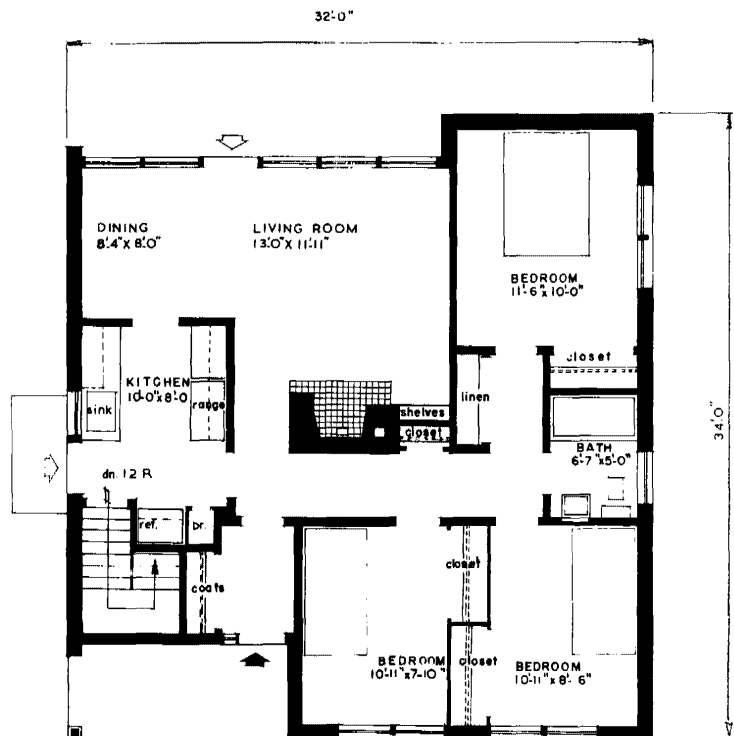 32'-0"
DINING
8'-4" X 8'-0"
LIVING ROOM
13'-0" X 11'-11"
BEDROOM
11'-6" x 10'-0"
closet
KITCHEN
10'-0" x 8'-0
sink
range
linen
shelves
closet
34'-0"
BATH
6'-7" x 5'-0"
dn. 12 R
ref.
br.
coats
closet
closet
BEDROOM
10'-11" x 7'-10"
BEDROOM
10'-11" x 8'-6"